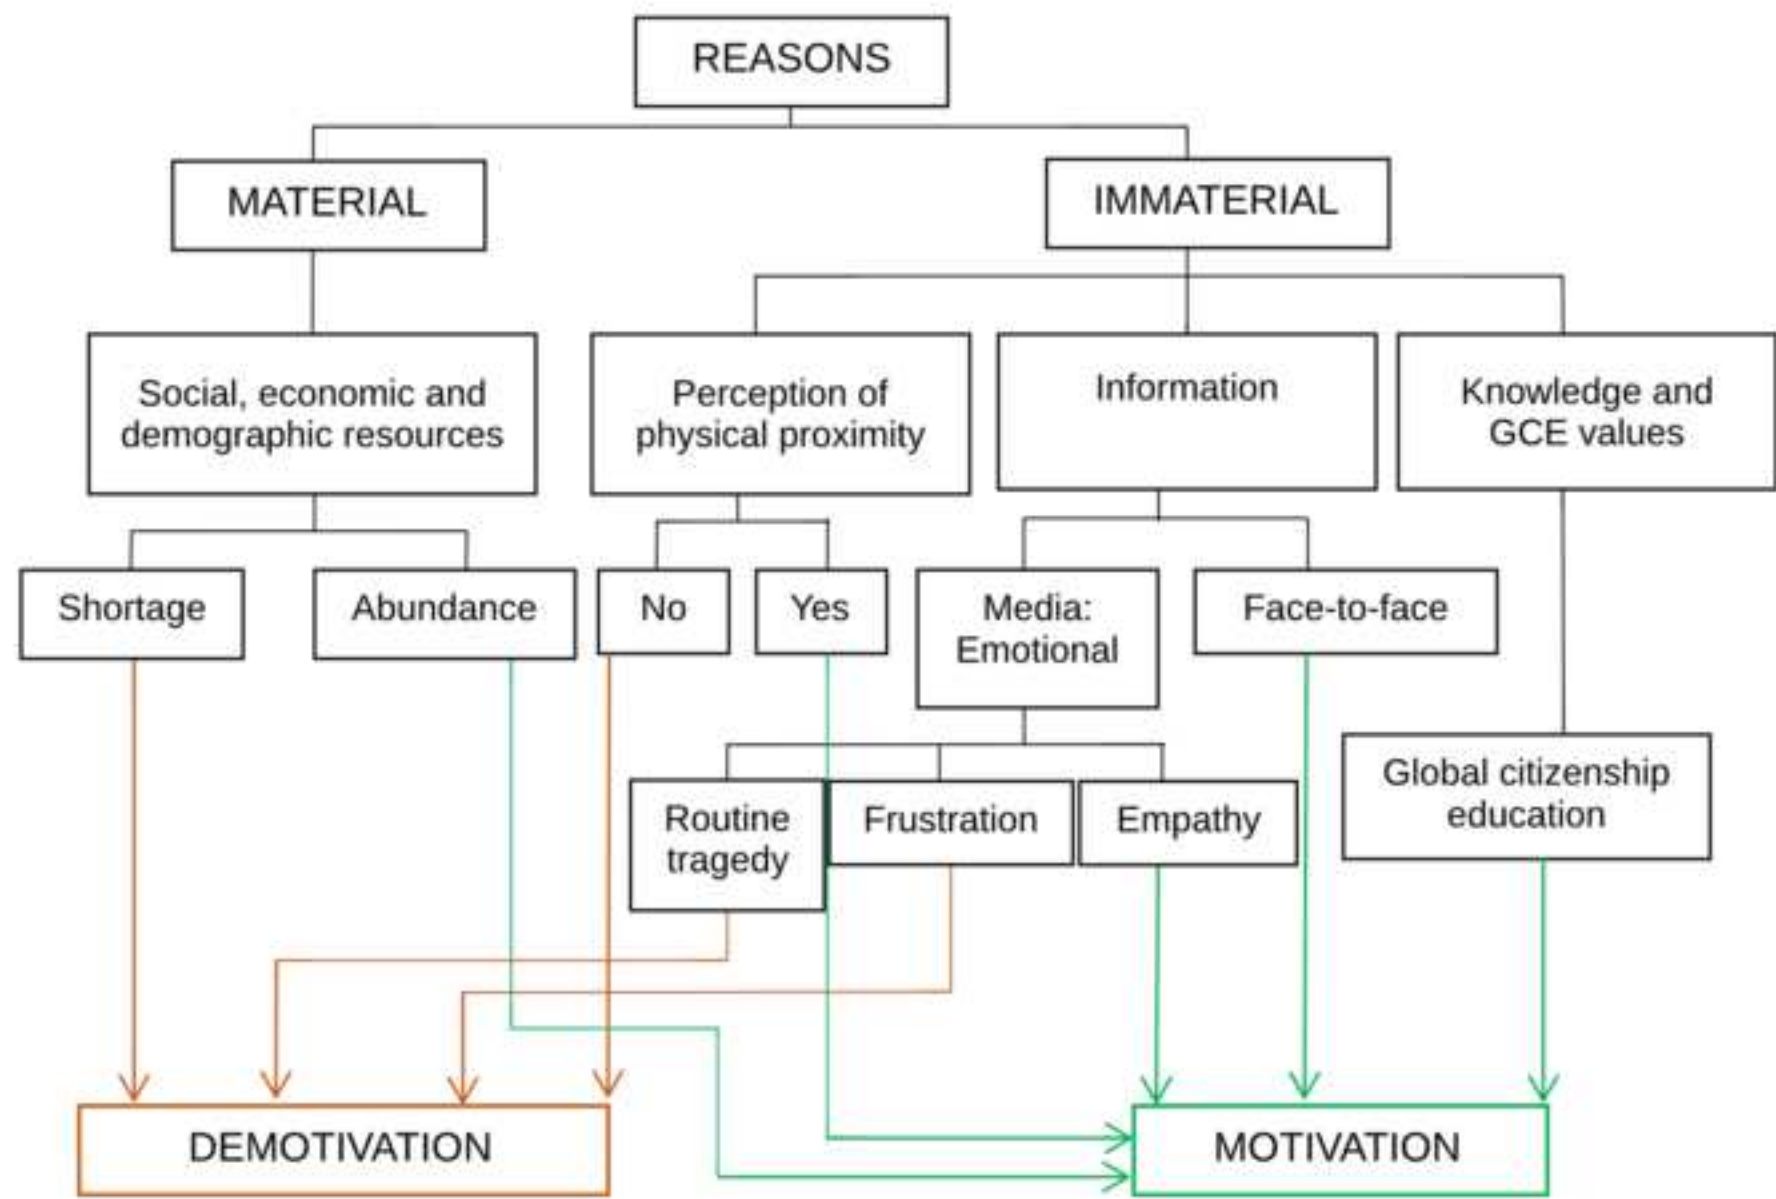 REASONS
MATERIAL
IMMATERIAL
Social, economic and
demographic resources
Perception of
physical proximity
Information
Knowledge and
GCE values
Shortage
Abundance
No
Yes
Media:
Emotional
Face-to-face
Routine
tragedy
Frustration
Empathy
Global citizenship
education
DEMOTIVATION
MOTIVATION